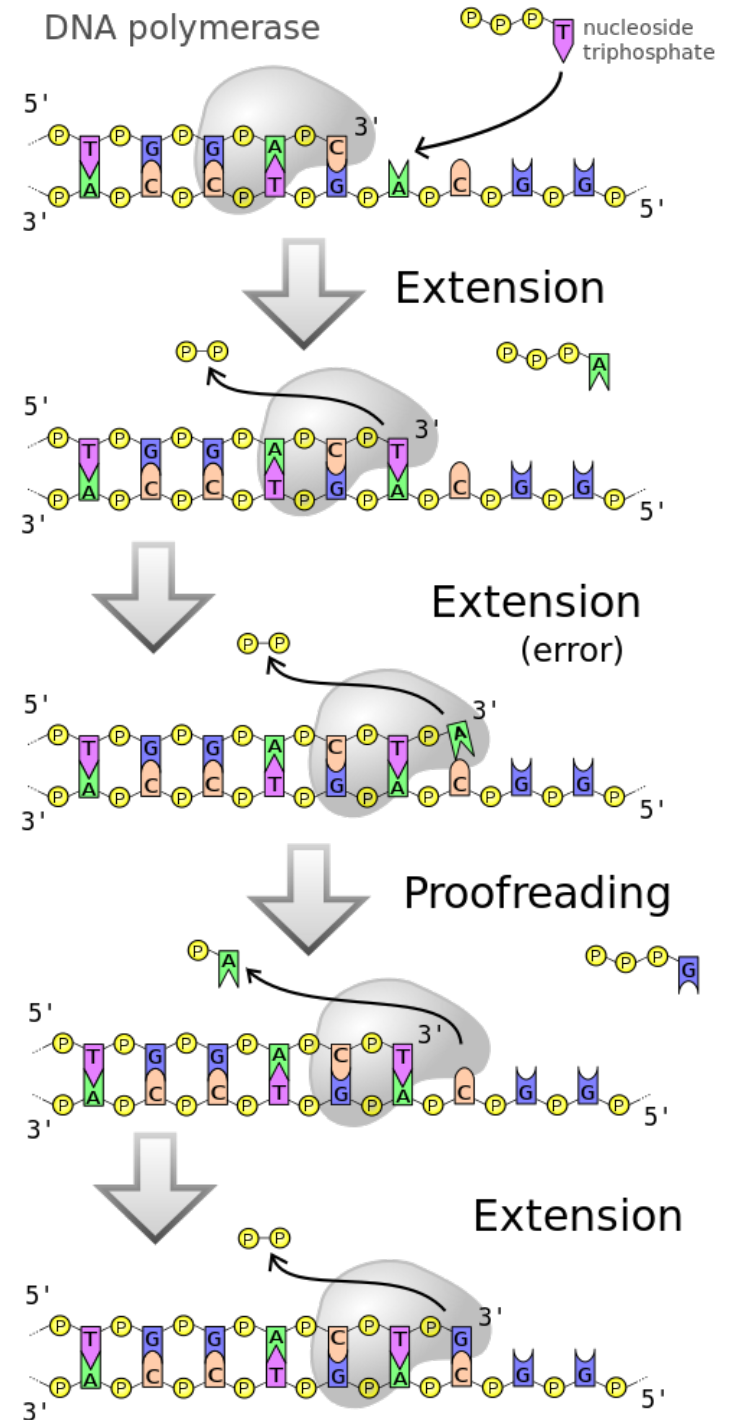 DNA polymerase
P P P T nucleoside
triphosphate
5'
3'
P P P P P
T G G A C
A C C T G A C G G
P P P P P P P P P P
3'
5'
Extension
P P
P P P A
5'
3'
P P P P P P
T G G A C T
A C C T G A C G G
P P P P P P P P P P
3'
5'
Extension
(error)
P P
5'
3'
P P P P P P P A
T G G A C T
A C C T G A C G G
P P P P P P P P P P
3'
5'
Proofreading
P A
P P P G
5'
3'
P P P P P P
T G G A C T
A C C T G A C G G
P P P P P P P P P P
3'
5'
Extension
P P
5'
3'
P P P P P P P
T G G A C T G
A C C T G A C G G
P P P P P P P P P P
3'
5'